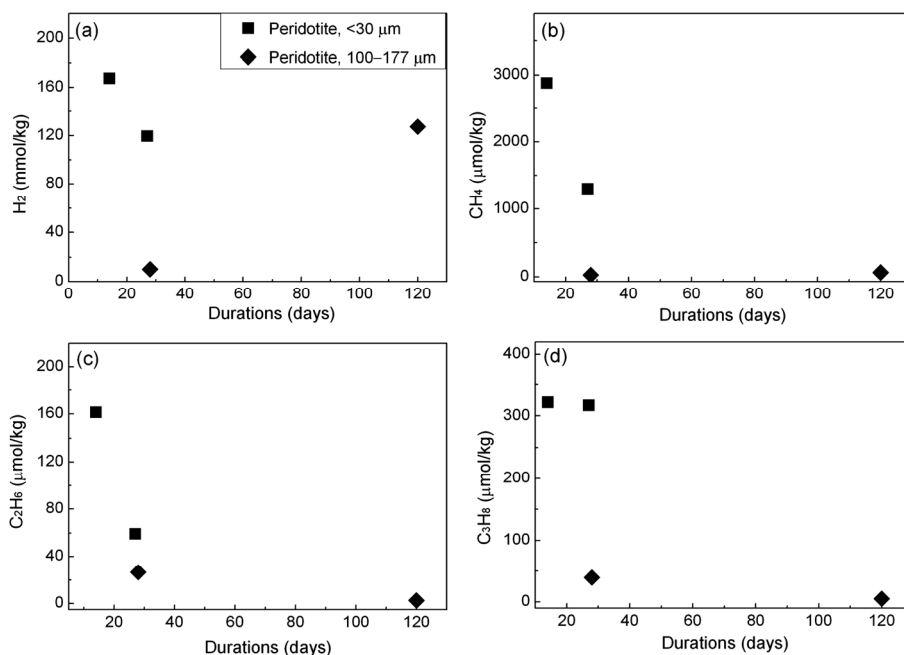 (a)
■ Peridotite, <30 μm
◆ Peridotite, 100–177 μm
H₂ (mmol/kg)
200
160
120
80
40
0
0 20 40 60 80 100 120
Durations (days)
(b)
CH₄ (μmol/kg)
3000
2000
1000
0
20 40 60 80 100 120
Durations (days)
(c)
C₂H₆ (μmol/kg)
200
160
120
80
40
0
20 40 60 80 100 120
Durations (days)
(d)
C₃H₈ (μmol/kg)
400
300
200
100
50
0
20 40 60 80 100 120
Durations (days)